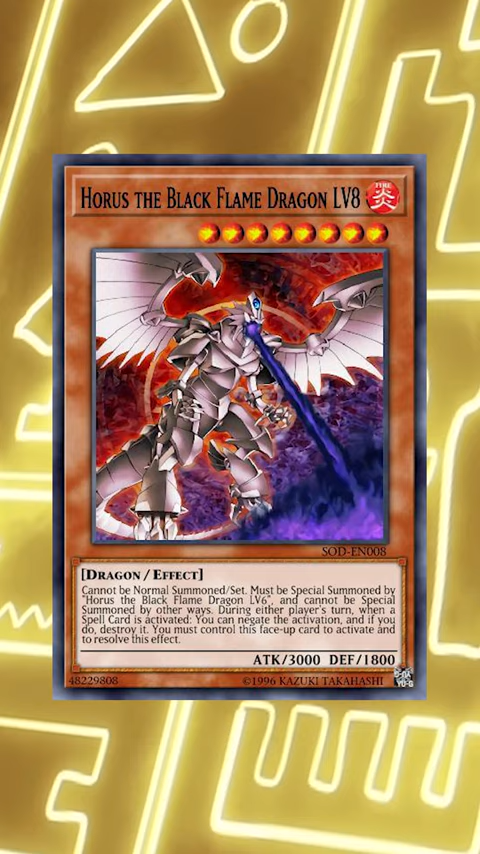 HORUS THE BLACK FLAME DRAGON LV8
FIRE
炎
SOD-EN008
[DRAGON / EFFECT]
Cannot be Normal Summoned/Set. Must be Special Summoned by
"Horus the Black Flame Dragon LV6", and cannot be Special
Summoned by other ways. During either player's turn, when a
Spell Card is activated: You can negate the activation, and if you
do, destroy it. You must control this face-up card to activate and
to resolve this effect.
ATK/3000 DEF/1800
48229808
©1996 KAZUKI TAKAHASHI